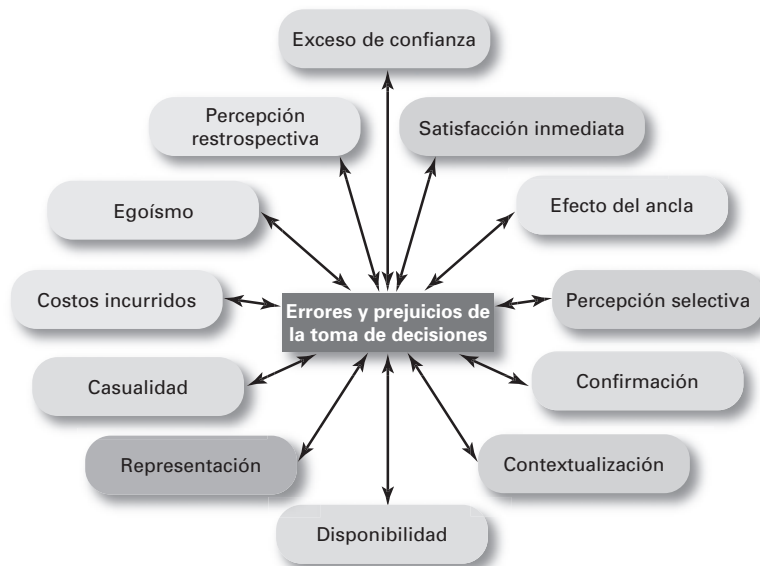 Exceso de confianza
Percepción
restrospectiva
Satisfacción inmediata
Egoísmo
Efecto del ancla
Costos incurridos
Errores y prejuicios de
la toma de decisiones
Percepción selectiva
Casualidad
Confirmación
Representación
Contextualización
Disponibilidad